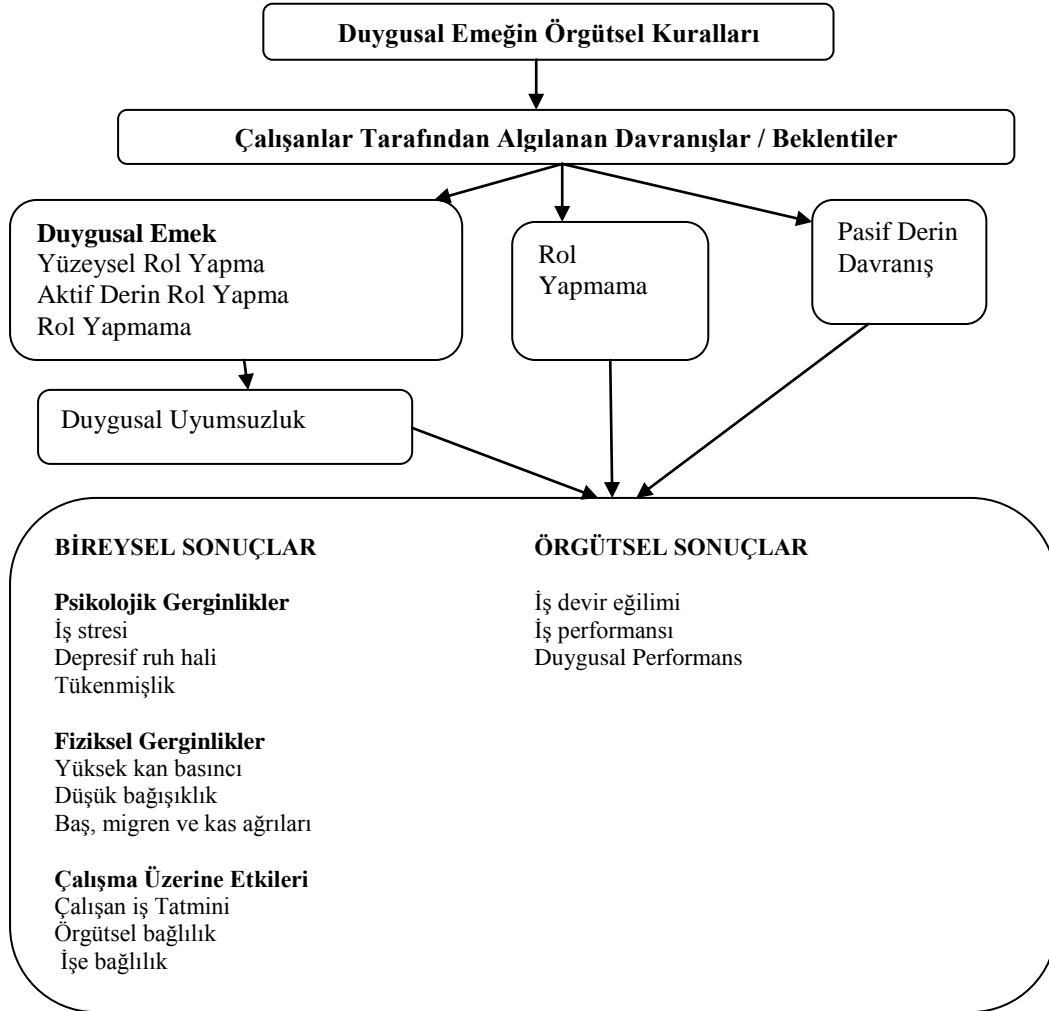 Duygusal Emeğin Örgütsel Kuralları
Çalışanlar Tarafından Algılanan Davranışlar / Beklentiler
Duygusal Emek
Yüzeysel Rol Yapma
Aktif Derin Rol Yapma
Rol Yapmama
Rol
Yapmama
Pasif Derin
Davranış
Duygusal Uyumsuzluk
BİREYSEL SONUÇLAR
Psikolojik Gerginlikler
İş stresi
Depresif ruh hali
Tükenmişlik
Fiziksel Gerginlikler
Yüksek kan basıncı
Düşük bağışıklık
Baş, migren ve kas ağrıları
Çalışma Üzerine Etkileri
Çalışan iş Tatmini
Örgütsel bağlılık
İşe bağlılık
ÖRGÜTSEL SONUÇLAR
İş devir eğilimi
İş performansı
Duygusal Performans